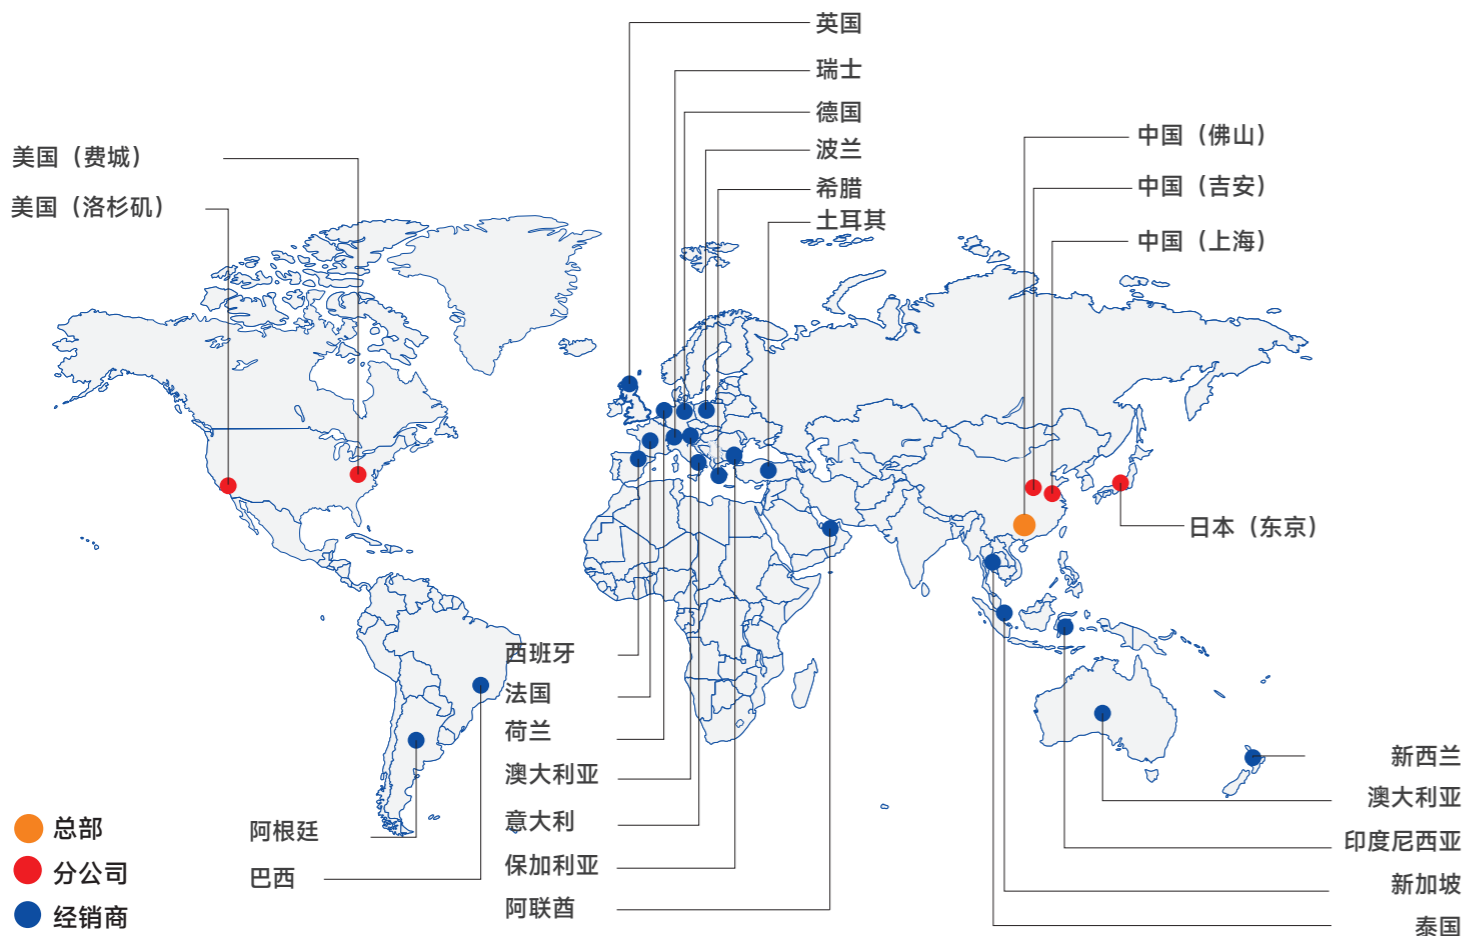 英国
瑞士
德国
波兰
希腊
土耳其
美国（费城）
美国（洛杉矶）
中国（佛山）
中国（吉安）
中国（上海）
日本（东京）
西班牙
法国
荷兰
澳大利亚
意大利
保加利亚
阿联酋
阿根廷
巴西
新西兰
澳大利亚
印度尼西亚
新加坡
泰国
总部
分公司
经销商